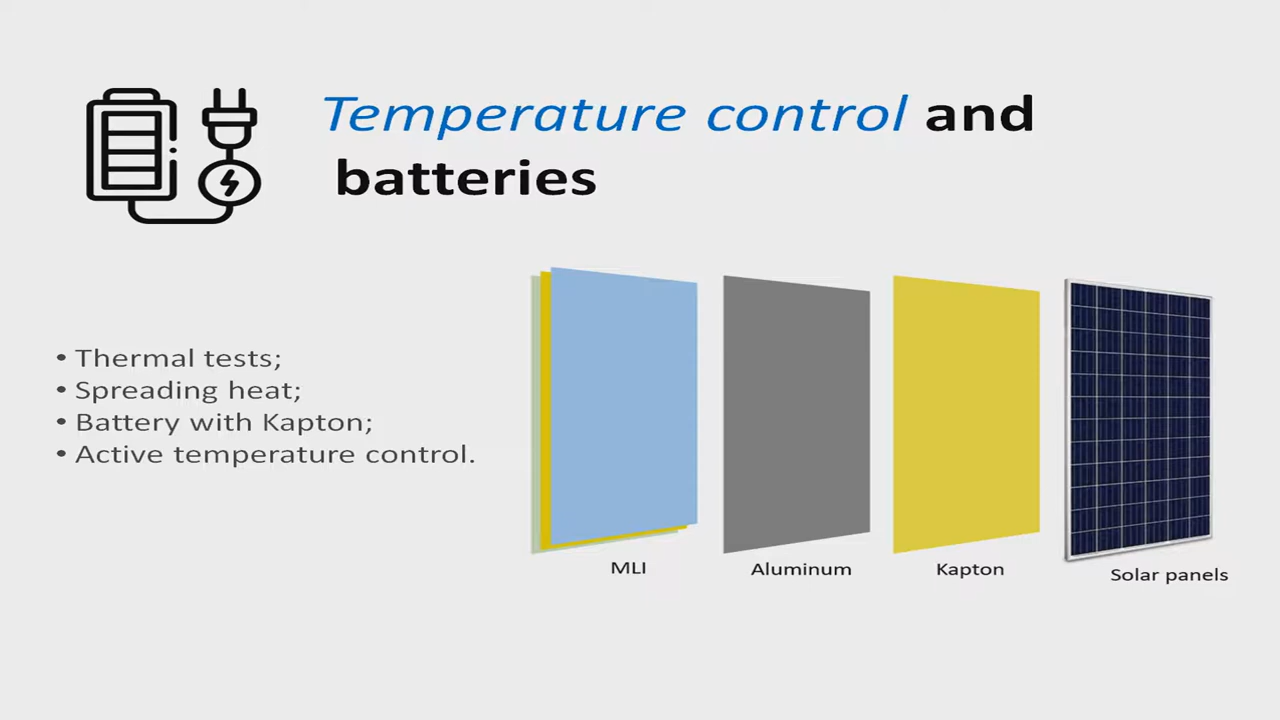 Temperature control and
batteries
• Thermal tests;
• Spreading heat;
• Battery with Kapton;
• Active temperature control.
MLI
Aluminum
Kapton
Solar panels